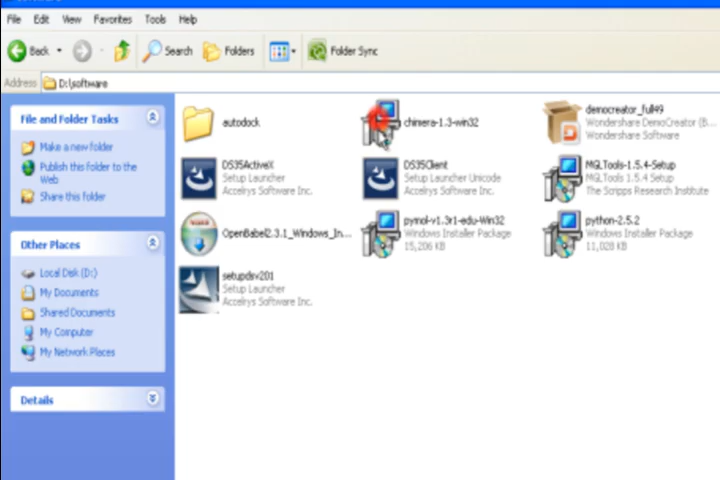 File Edit View Favorites Tools Help
Back Search Folders Folder Sync
Address D:\software
File and Folder Tasks
Make a new folder
Publish this folder to the
Web
Share this folder
Other Places
Local Disk (D:)
My Documents
Shared Documents
My Computer
My Network Places
Details
autodock
chimera-1.3-win32
democreator_full49
Wondershare DemoCreator (B...
Wondershare Software
DS35ActiveX
Setup Launcher
Accelrys Software Inc.
DS35Client
Setup Launcher Unicode
Accelrys Software Inc.
MGLTools-1.5.4-Setup
MGLTools 1.5.4 Setup
The Scripps Research Institute
OpenBabel2.3.1_Windows_In...
pymol-v1.3r1-edu-Win32
Windows Installer Package
15,206 KB
python-2.5.2
Windows Installer Package
11,028 KB
setupdsv201
Setup Launcher
Accelrys Software Inc.